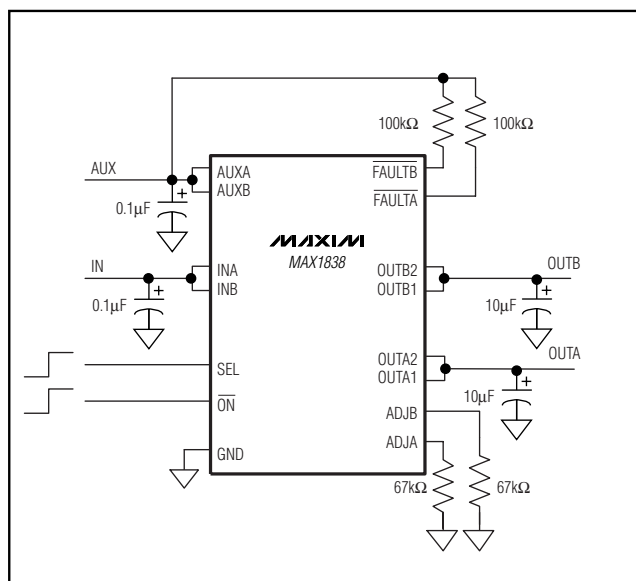 100kΩ 100kΩ
AUX
AUXA
AUXB
FAULTB
FAULTA
0.1µF
+
MAXIM
MAX1838
IN
INA
INB
0.1µF
+
OUTB2
OUTB1
OUTB
10µF
+
SEL
ON
OUTA2
OUTA1
OUTA
10µF
+
ADJB
ADJA
GND
67kΩ 67kΩ